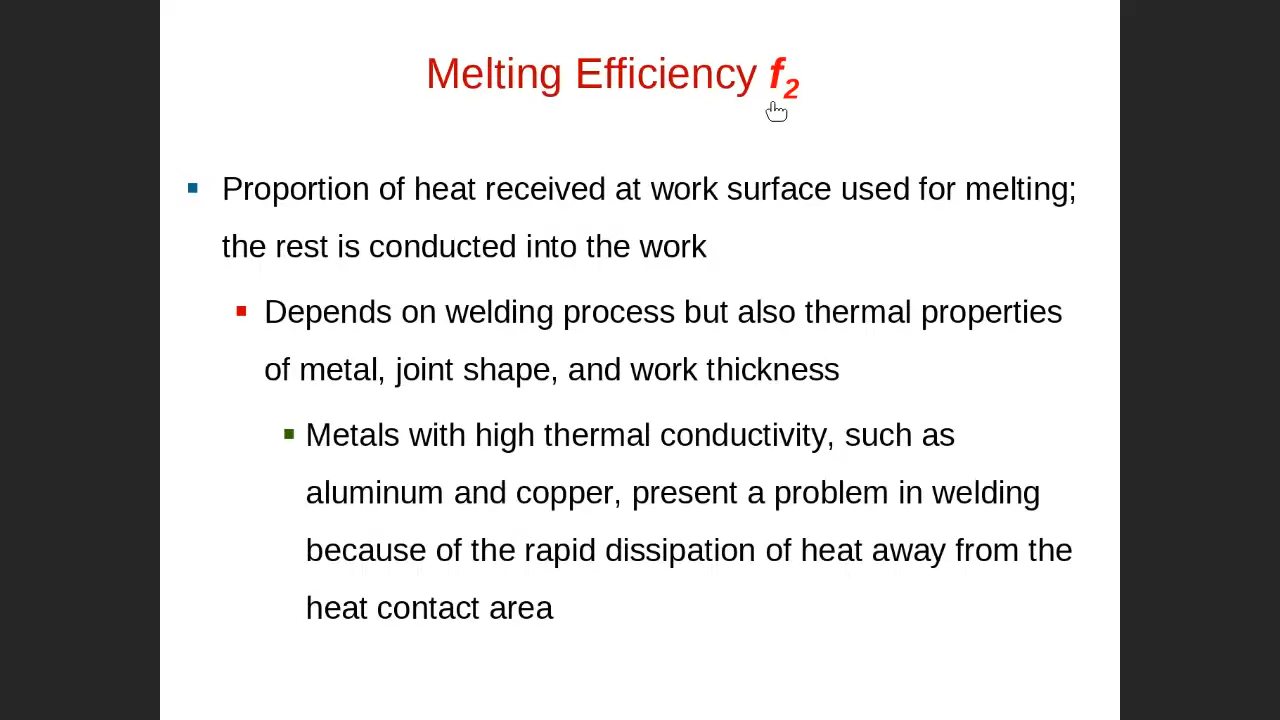 Melting Efficiency f2
Proportion of heat received at work surface used for melting;
the rest is conducted into the work
Depends on welding process but also thermal properties
of metal, joint shape, and work thickness
Metals with high thermal conductivity, such as
aluminum and copper, present a problem in welding
because of the rapid dissipation of heat away from the
heat contact area